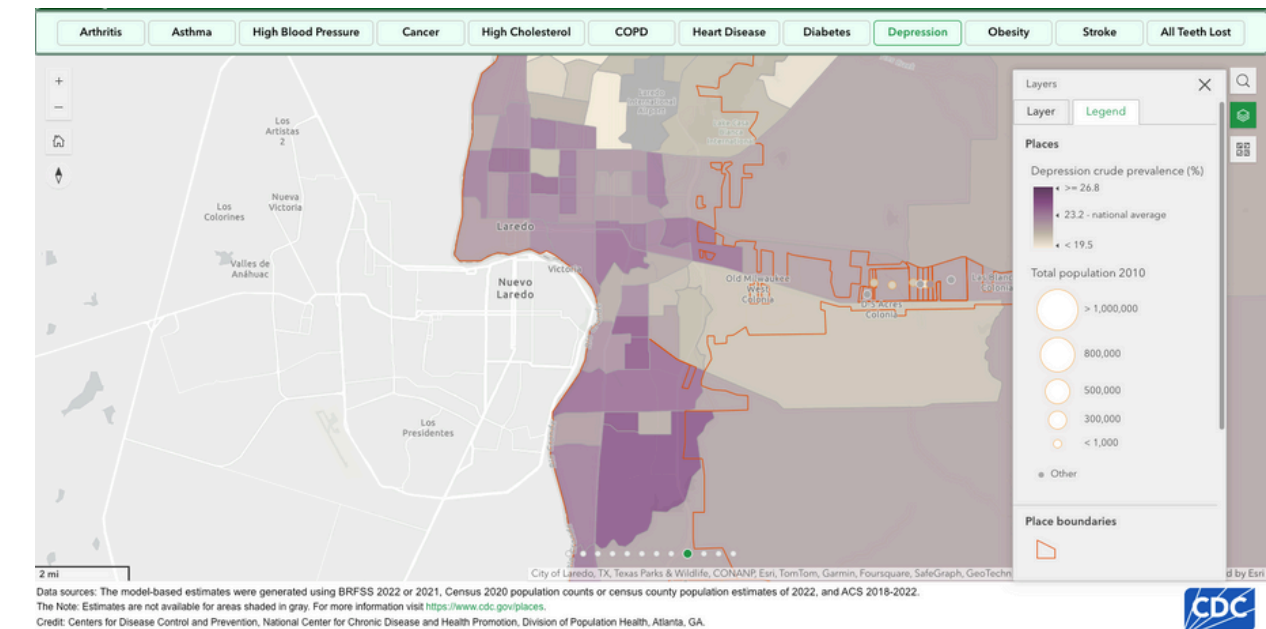 Arthritis
Asthma
High Blood Pressure
Cancer
High Cholesterol
COPD
Heart Disease
Diabetes
Depression
Obesity
Stroke
All Teeth Lost
+
−
Los
Artistas
2
Nueva
Victoria
Los
Colorines
Valles de
Anáhuac
Los
Presidentes
Nuevo
Laredo
Laredo
Victoria
Laredo
International
Airport
Old Milwaukee
West
Colonia
D-5 Acres
Colonia
Colonia
Layers
Layer
Legend
Places
Depression crude prevalence (%)
>= 26.8
23.2 - national average
< 19.5
Total population 2010
> 1,000,000
800,000
500,000
300,000
< 1,000
Other
Place boundaries
2 mi
City of Laredo, TX, Texas Parks & Wildlife, CONANP, Esri, TomTom, Garmin, Foursquare, SafeGraph, GeoTechn
d by Esri
Data sources: The model-based estimates were generated using BRFSS 2022 or 2021, Census 2020 population counts or census county population estimates of 2022, and ACS 2018-2022.
The Note: Estimates are not available for areas shaded in gray. For more information visit https://www.cdc.gov/places.
Credit: Centers for Disease Control and Prevention, National Center for Chronic Disease and Health Promotion, Division of Population Health, Atlanta, GA.
CDC